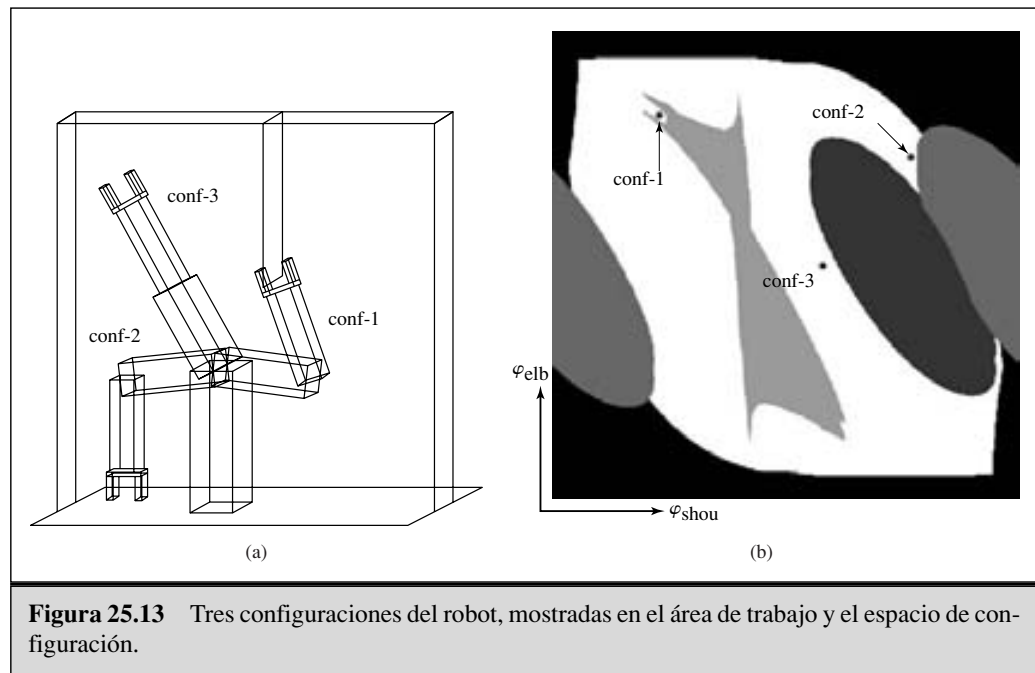 conf-3
conf-2
conf-1
(a)
conf-2
conf-1
conf-3
φelb
φshou
(b)
Figura 25.13 Tres configuraciones del robot, mostradas en el área de trabajo y el espacio de con-
figuración.